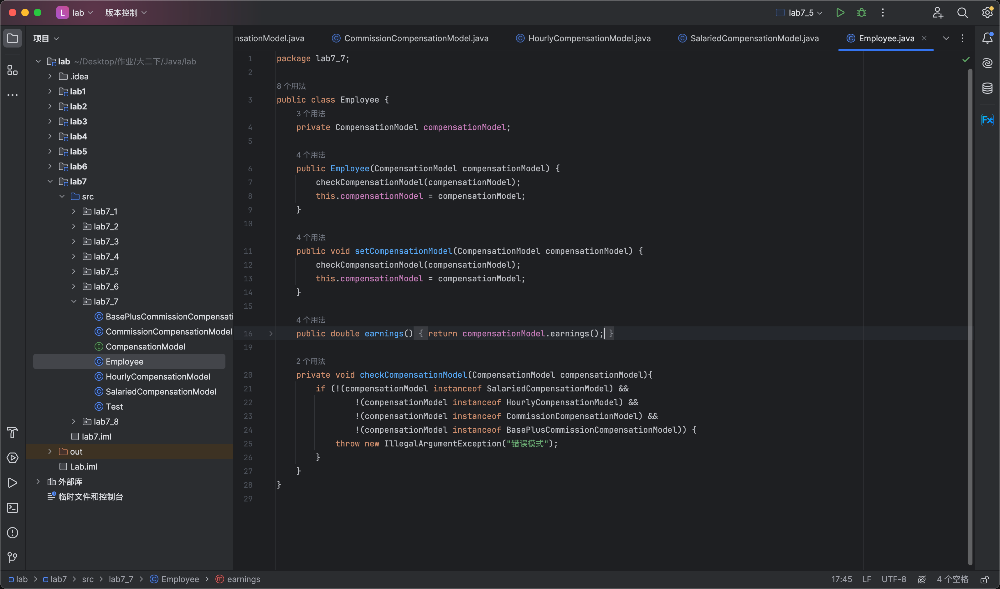 L lab 版本控制 lab7_5
项目
nsationModel.java CommissionCompensationModel.java HourlyCompensationModel.java SalariedCompensationModel.java Employee.java
lab ~/Desktop/作业/大二下/Java/lab
.idea
lab1
lab2
lab3
lab4
lab5
lab6
lab7
src
lab7_1
lab7_2
lab7_3
lab7_4
lab7_5
lab7_6
lab7_7
BasePlusCommissionCompensati
CommissionCompensationModel
CompensationModel
Employee
HourlyCompensationModel
SalariedCompensationModel
Test
lab7_8
lab7.iml
out
Lab.iml
外部库
临时文件和控制台
1 package lab7_7;
2
8 个用法
3 public class Employee {
3 个用法
4 private CompensationModel compensationModel;
5
4 个用法
6 public Employee(CompensationModel compensationModel) {
7 checkCompensationModel(compensationModel);
8 this.compensationModel = compensationModel;
9 }
10
4 个用法
11 public void setCompensationModel(CompensationModel compensationModel) {
12 checkCompensationModel(compensationModel);
13 this.compensationModel = compensationModel;
14 }
15
4 个用法
16 public double earnings() { return compensationModel.earnings(); }
19
2 个用法
20 private void checkCompensationModel(CompensationModel compensationModel){
21 if (!(compensationModel instanceof SalariedCompensationModel) &&
22 !(compensationModel instanceof HourlyCompensationModel) &&
23 !(compensationModel instanceof CommissionCompensationModel) &&
24 !(compensationModel instanceof BasePlusCommissionCompensationModel)) {
25 throw new IllegalArgumentException("错误模式");
26 }
27 }
28 }
29
Fx
lab > lab7 > src > lab7_7 > Employee > earnings 17:45 LF UTF-8 4 个空格